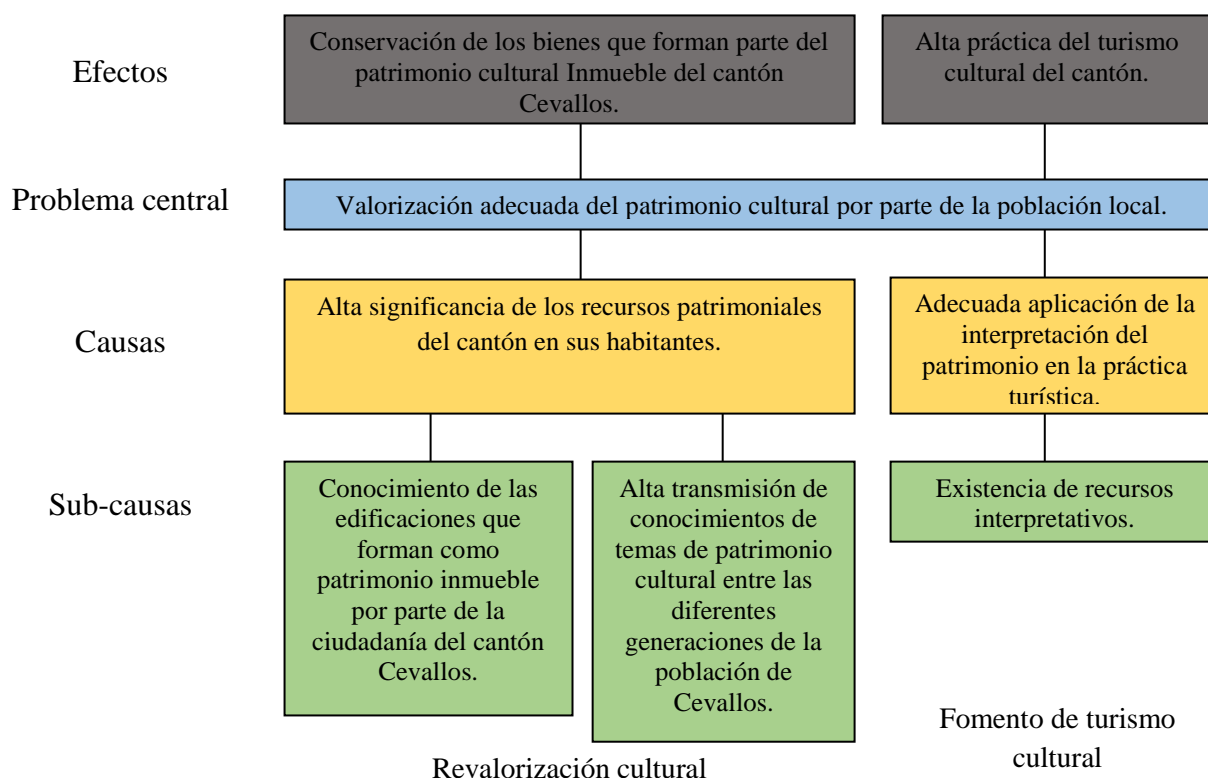 Efectos
Conservación de los bienes que forman parte del
patrimonio cultural Inmueble del cantón
Cevallos.
Alta práctica del turismo
cultural del cantón.
Problema central
Valorización adecuada del patrimonio cultural por parte de la población local.
Causas
Alta significancia de los recursos patrimoniales
del cantón en sus habitantes.
Adecuada aplicación de la
interpretación del
patrimonio en la práctica
turística.
Sub-causas
Conocimiento de las
edificaciones que
forman como
patrimonio inmueble
por parte de la
ciudadanía del cantón
Cevallos.
Alta transmisión de
conocimientos de
temas de patrimonio
cultural entre las
diferentes
generaciones de la
población de
Cevallos.
Existencia de recursos
interpretativos.
Revalorización cultural
Fomento de turismo
cultural